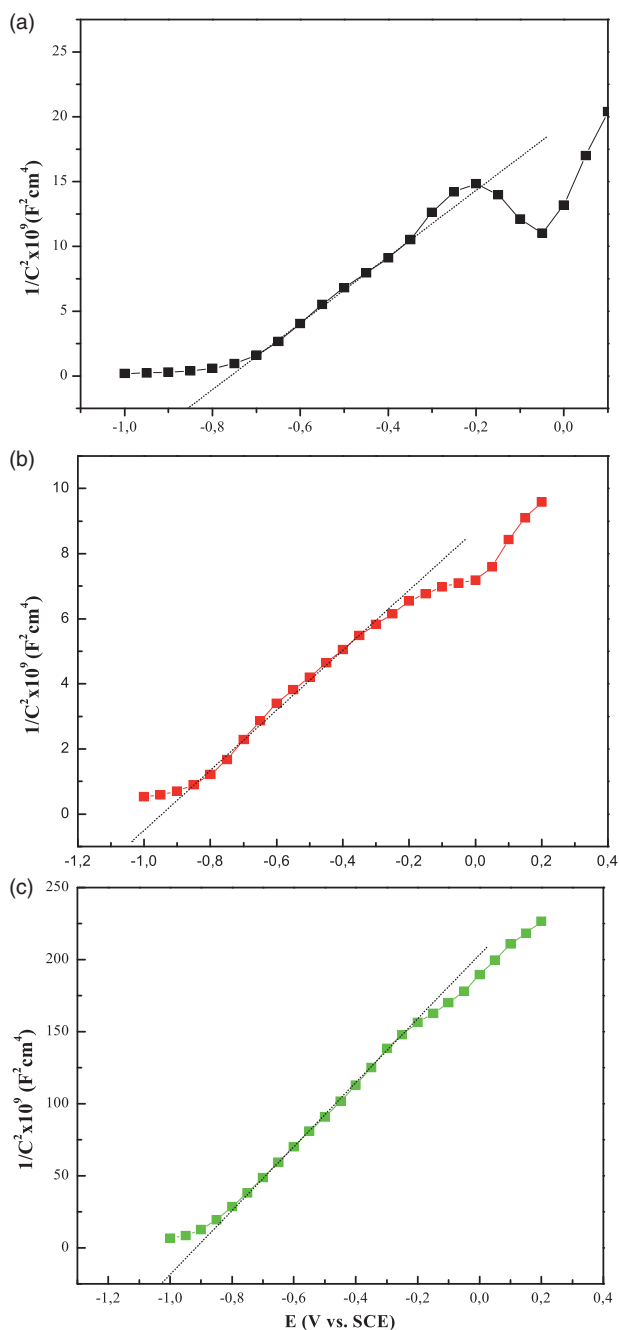 (a)
25
20
15
10
5
0
1/C²x10⁹ (F²cm⁴)
-1,0 -0,8 -0,6 -0,4 -0,2 0,0
(b)
10
8
6
4
2
0
1/C²x10⁹ (F²cm⁴)
-1,2 -1,0 -0,8 -0,6 -0,4 -0,2 0,0 0,2 0,4
(c)
250
200
150
100
50
0
1/C²x10⁹ (F²cm⁴)
-1,2 -1,0 -0,8 -0,6 -0,4 -0,2 0,0 0,2 0,4
E (V vs. SCE)